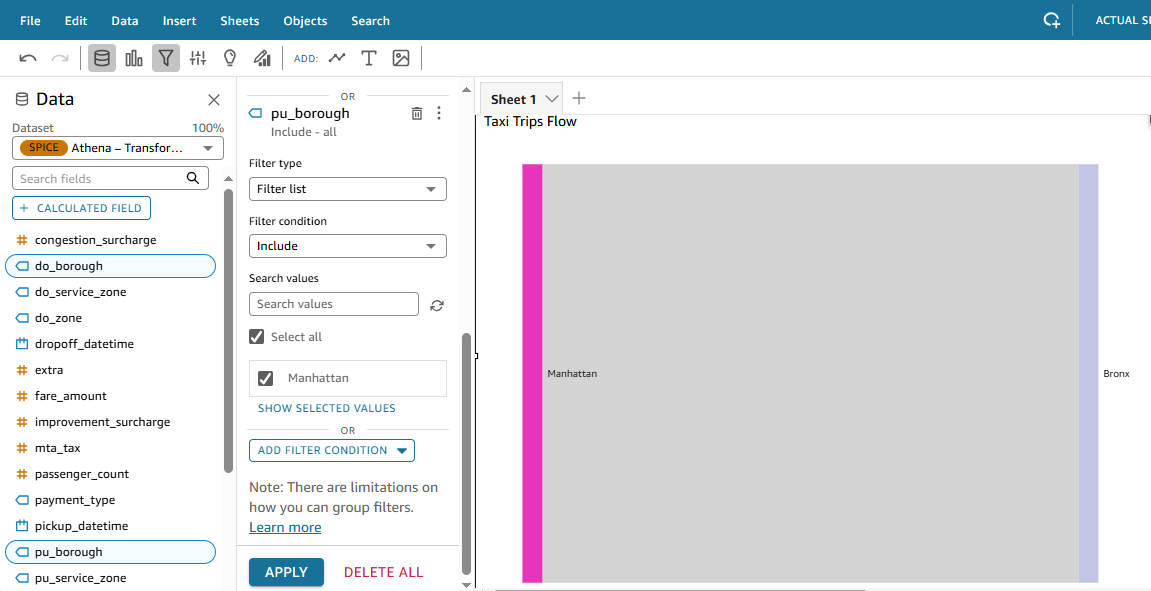 File Edit Data Insert Sheets Objects Search
ADD:
Data
Dataset 100%
SPICE Athena – Transfor...
Search fields
+ CALCULATED FIELD
congestion_surcharge
do_borough
do_service_zone
do_zone
dropoff_datetime
extra
fare_amount
improvement_surcharge
mta_tax
passenger_count
payment_type
pickup_datetime
pu_borough
pu_service_zone
OR
pu_borough
Include - all
Filter type
Filter list
Filter condition
Include
Search values
Search values
Select all
Manhattan
SHOW SELECTED VALUES
OR
ADD FILTER CONDITION
Note: There are limitations on
how you can group filters.
Learn more
APPLY DELETE ALL
Sheet 1
Taxi Trips Flow
Manhattan
Bronx